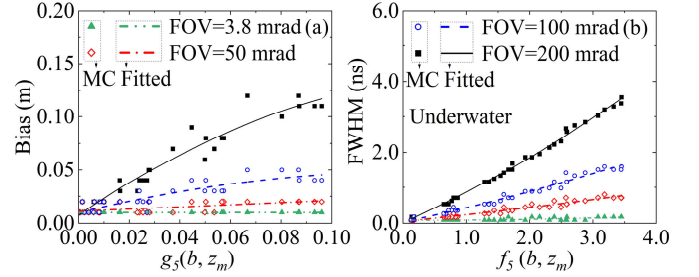 FOV=3.8 mrad (a)
FOV=50 mrad
MC Fitted
Bias (m)
0.20
0.15
0.10
0.05
0.00
0.00 0.02 0.04 0.06 0.08 0.10
g₅(b, zₘ)
FOV=100 mrad (b)
FOV=200 mrad
MC Fitted
Underwater
FWHM (ns)
6.0
4.0
2.0
0.0
0.0 1.0 2.0 3.0 4.0
f₅(b, zₘ)